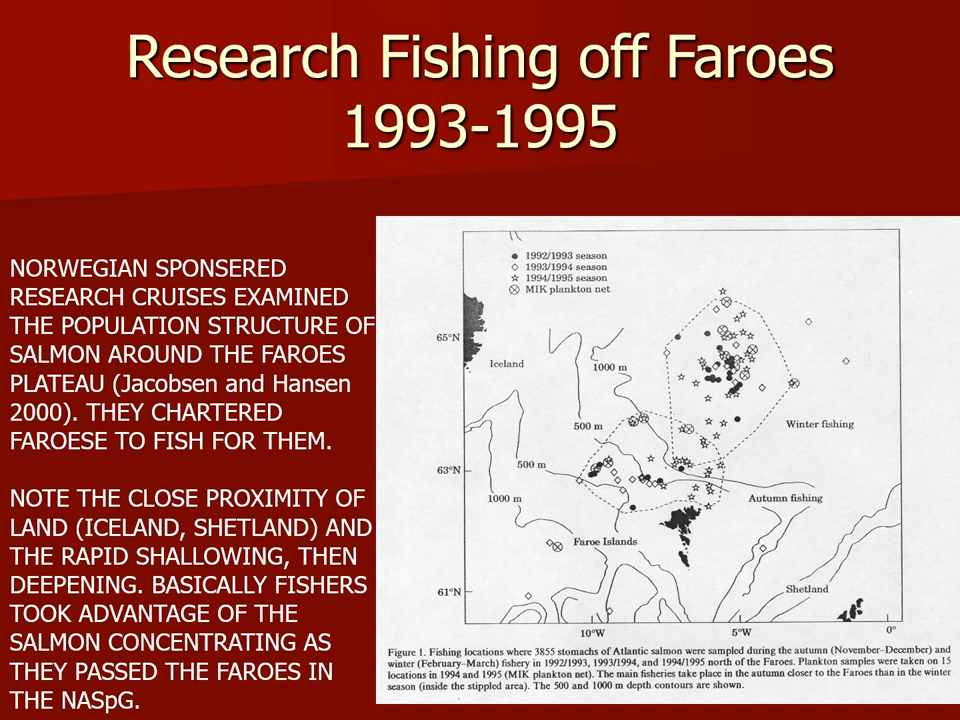 Research Fishing off Faroes
1993-1995
NORWEGIAN SPONSERED
RESEARCH CRUISES EXAMINED
THE POPULATION STRUCTURE OF
SALMON AROUND THE FAROES
PLATEAU (Jacobsen and Hansen
2000). THEY CHARTERED
FAROESE TO FISH FOR THEM.
NOTE THE CLOSE PROXIMITY OF
LAND (ICELAND, SHETLAND) AND
THE RAPID SHALLOWING, THEN
DEEPENING. BASICALLY FISHERS
TOOK ADVANTAGE OF THE
SALMON CONCENTRATING AS
THEY PASSED THE FAROES IN
THE NASpG.
1992/1993 season
1993/1994 season
1994/1995 season
MIK plankton net
65°N
Iceland
1000 m
500 m
Winter fishing
63°N
500 m
1000 m
Autumn fishing
Faroe Islands
Shetland
61°N
10°W
5°W
0°
Figure 1. Fishing locations where 3855 stomachs of Atlantic salmon were sampled during the autumn (November–December) and
winter (February–March) fishery in 1992/1993, 1993/1994, and 1994/1995 north of the Faroes. Plankton samples were taken on 15
locations in 1994 and 1995 (MIK plankton net). The main fisheries take place in the autumn closer to the Faroes than in the winter
season (inside the stippled area). The 500 and 1000 m depth contours are shown.